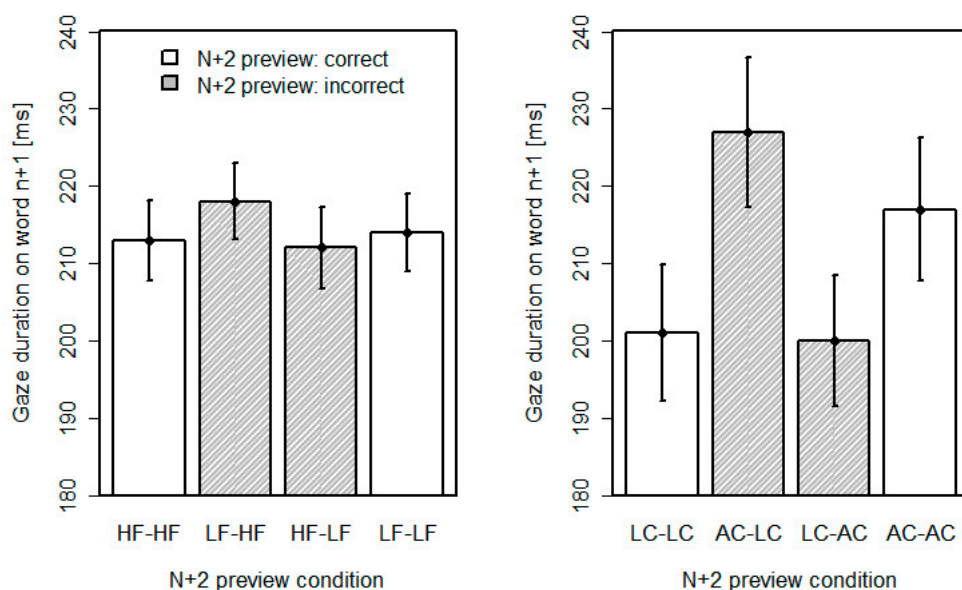 Gaze duration on word n+1 [ms]
240
230
220
210
200
190
180
N+2 preview: correct
N+2 preview: incorrect
HF-HF LF-HF HF-LF LF-LF
N+2 preview condition
Gaze duration on word n+1 [ms]
240
230
220
210
200
190
180
LC-LC AC-LC LC-AC AC-AC
N+2 preview condition